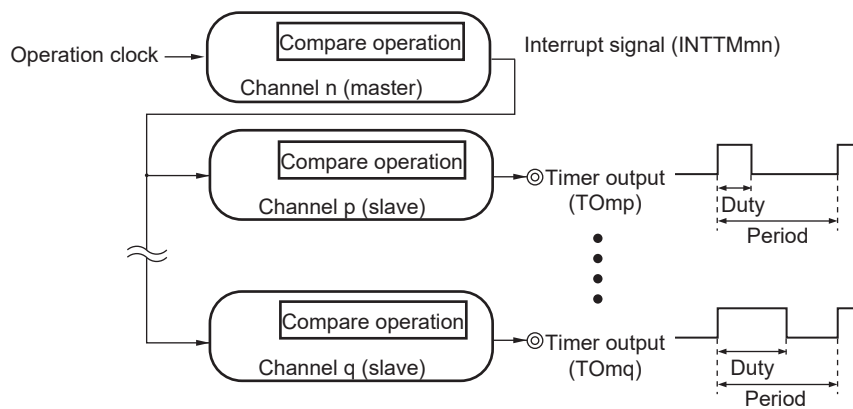 Compare operation
Operation clock
Interrupt signal (INTTMmn)
Channel n (master)
Compare operation
Channel p (slave)
Timer output
(TOmp)
Duty
Period
Compare operation
Channel q (slave)
Timer output
(TOmq)
Duty
Period